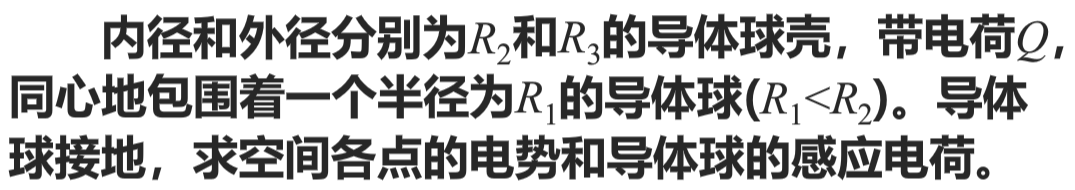 内径和外径分别为R₂和R₃的导体球壳，带电荷Q，
同心地包围着一个半径为R₁的导体球(R₁<R₂)。导体
球接地，求空间各点的电势和导体球的感应电荷。